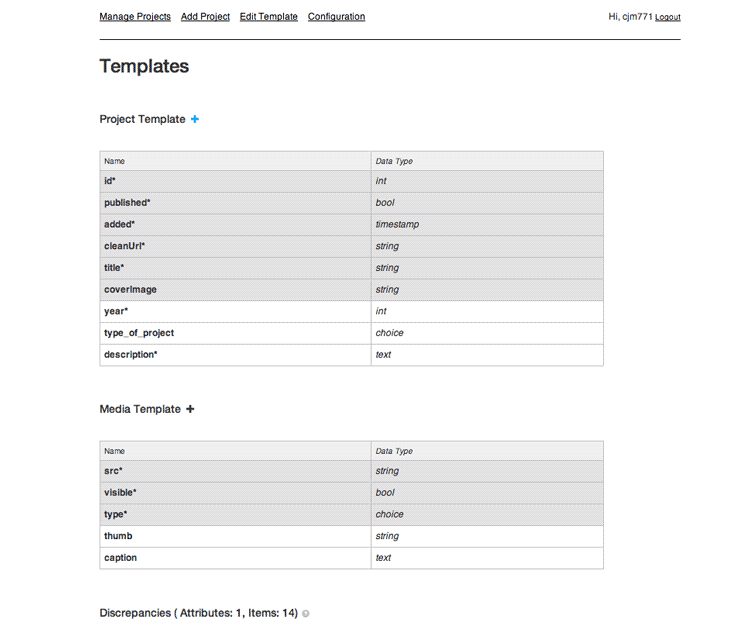 Manage Projects Add Project Edit Template Configuration Hi, cjm771 Logout
Templates
Project Template +
Name Data Type
id* int
published* bool
added* timestamp
cleanUrl* string
title* string
coverImage string
year* int
type_of_project choice
description* text
Media Template +
Name Data Type
src* string
visible* bool
type* choice
thumb string
caption text
Discrepancies ( Attributes: 1, Items: 14) ?